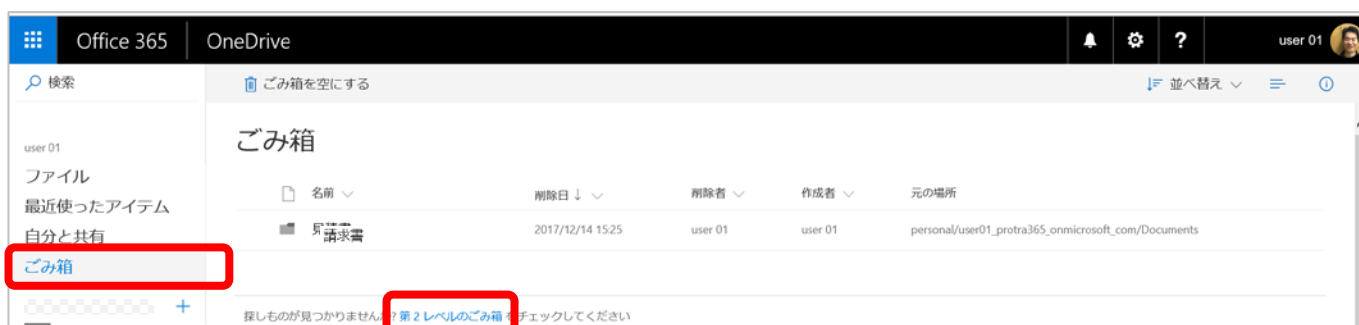 Office 365 OneDrive user 01
検索 ごみ箱を空にする 並べ替え
ごみ箱
user 01
ファイル
最近使ったアイテム
自分と共有
ごみ箱
名前 削除日↓ 削除者 作成者 元の場所
請求書 2017/12/14 15:25 user 01 user 01 personal/user01_protra365_onmicrosoft_com/Documents
探しものが見つかりませんか? 第2レベルのごみ箱をチェックしてください